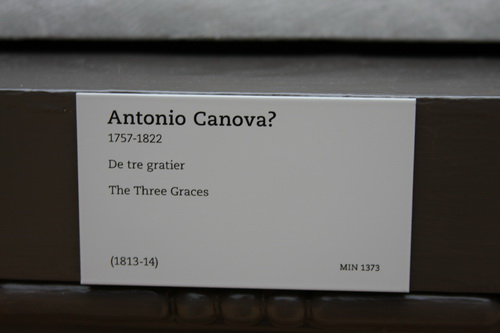 Antonio Canova?
1757-1822
De tre gratier
The Three Graces
(1813-14)
MIN 1373